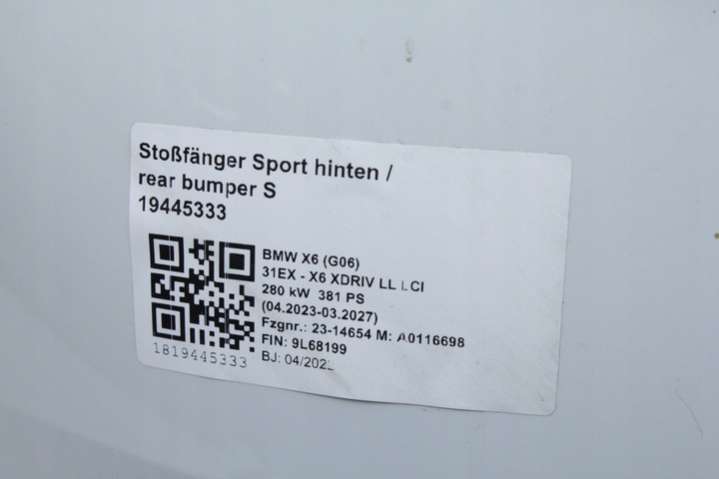 Stoßfänger Sport hinten /
rear bumper S
19445333
BMW X6 (G06)
31EX - X6 XDRIV LL LCI
280 kW 381 PS
(04.2023-03.2027)
Fzgnr.: 23-14654 M: A0116698
FIN: 9L68199
BJ:
1819445333